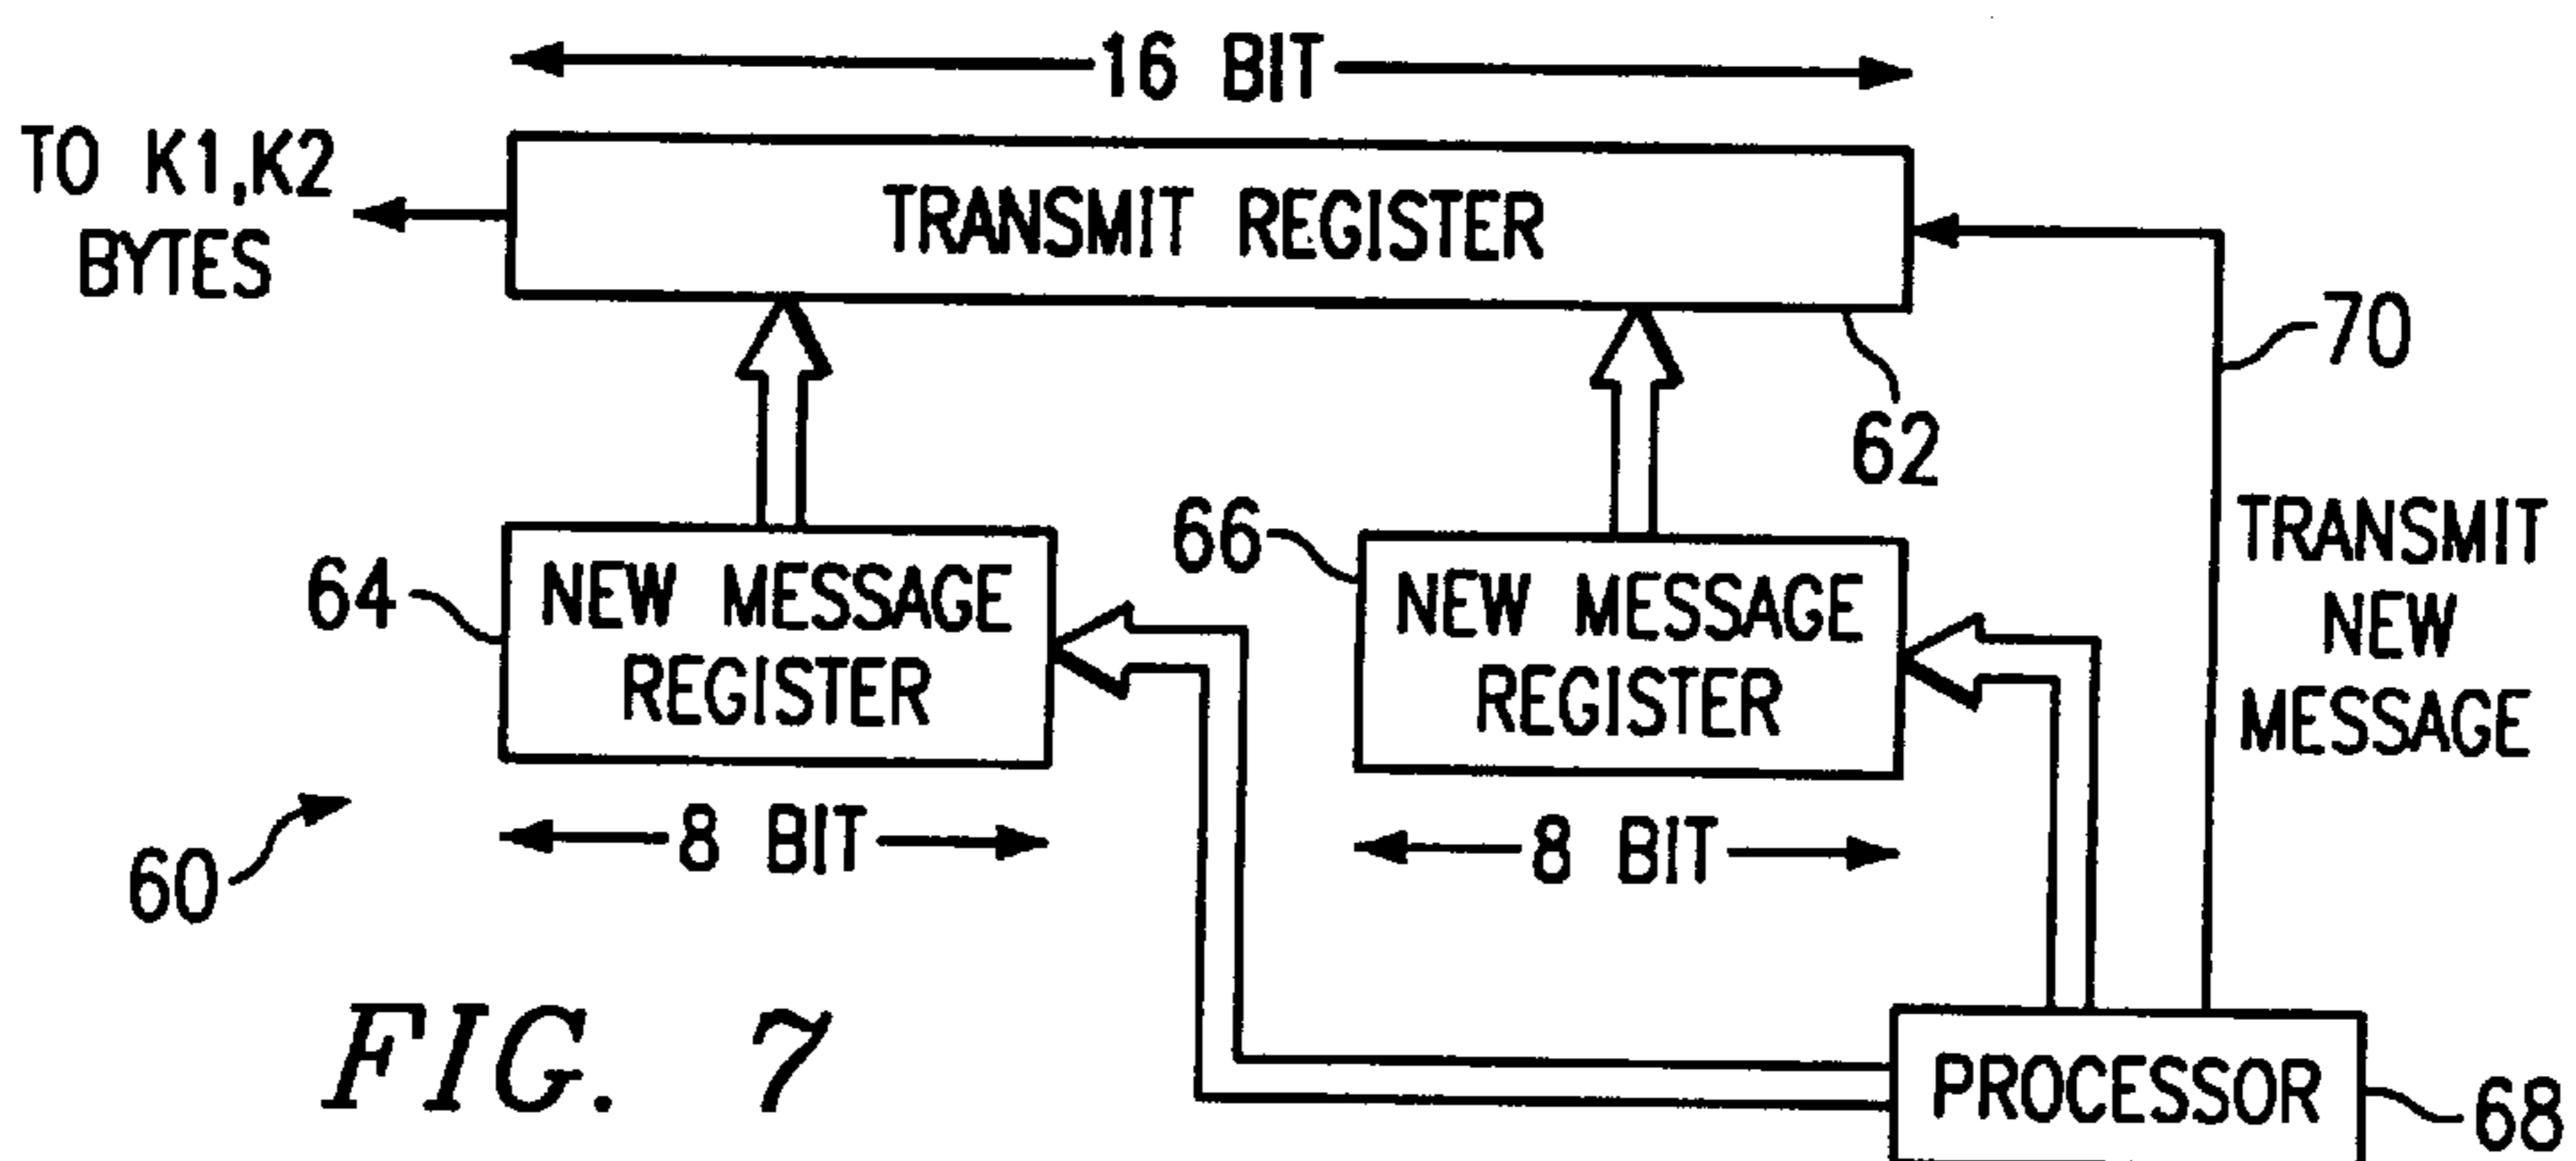 16 BIT
TO K1,K2
BYTES
TRANSMIT REGISTER
70
62
TRANSMIT
NEW
MESSAGE
64
NEW MESSAGE
REGISTER
66
NEW MESSAGE
REGISTER
8 BIT
8 BIT
60
PROCESSOR
68
FIG. 7